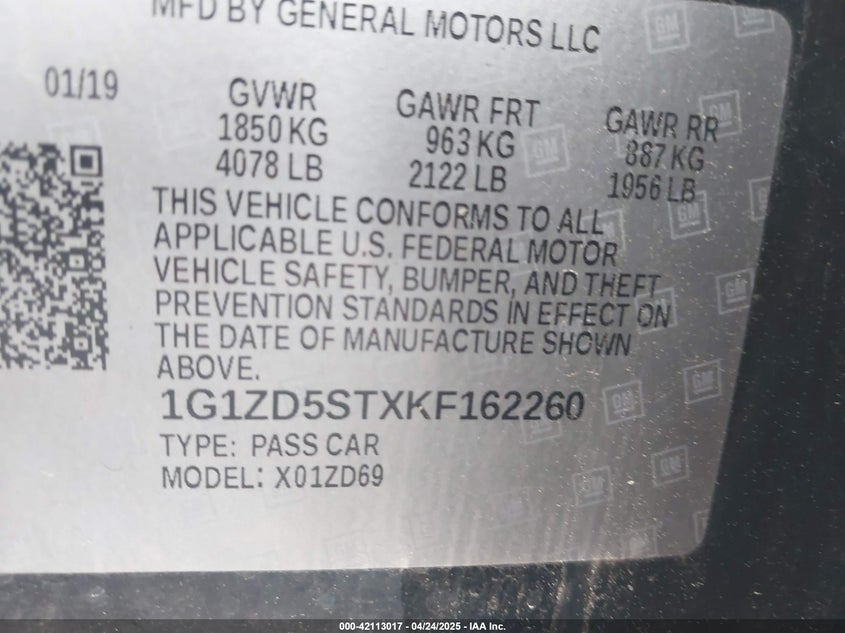 MFD BY GENERAL MOTORS LLC
01/19
GVWR
1850 KG
4078 LB
GAWR FRT
963 KG
2122 LB
GAWR RR
887 KG
1956 LB
THIS VEHICLE CONFORMS TO ALL
APPLICABLE U.S. FEDERAL MOTOR
VEHICLE SAFETY, BUMPER, AND THEFT
PREVENTION STANDARDS IN EFFECT ON
THE DATE OF MANUFACTURE SHOWN
ABOVE.
1G1ZD5STXKF162260
TYPE: PASS CAR
MODEL: X01ZD69
GM
000-42113017 - 04/24/2025 - IAA Inc.